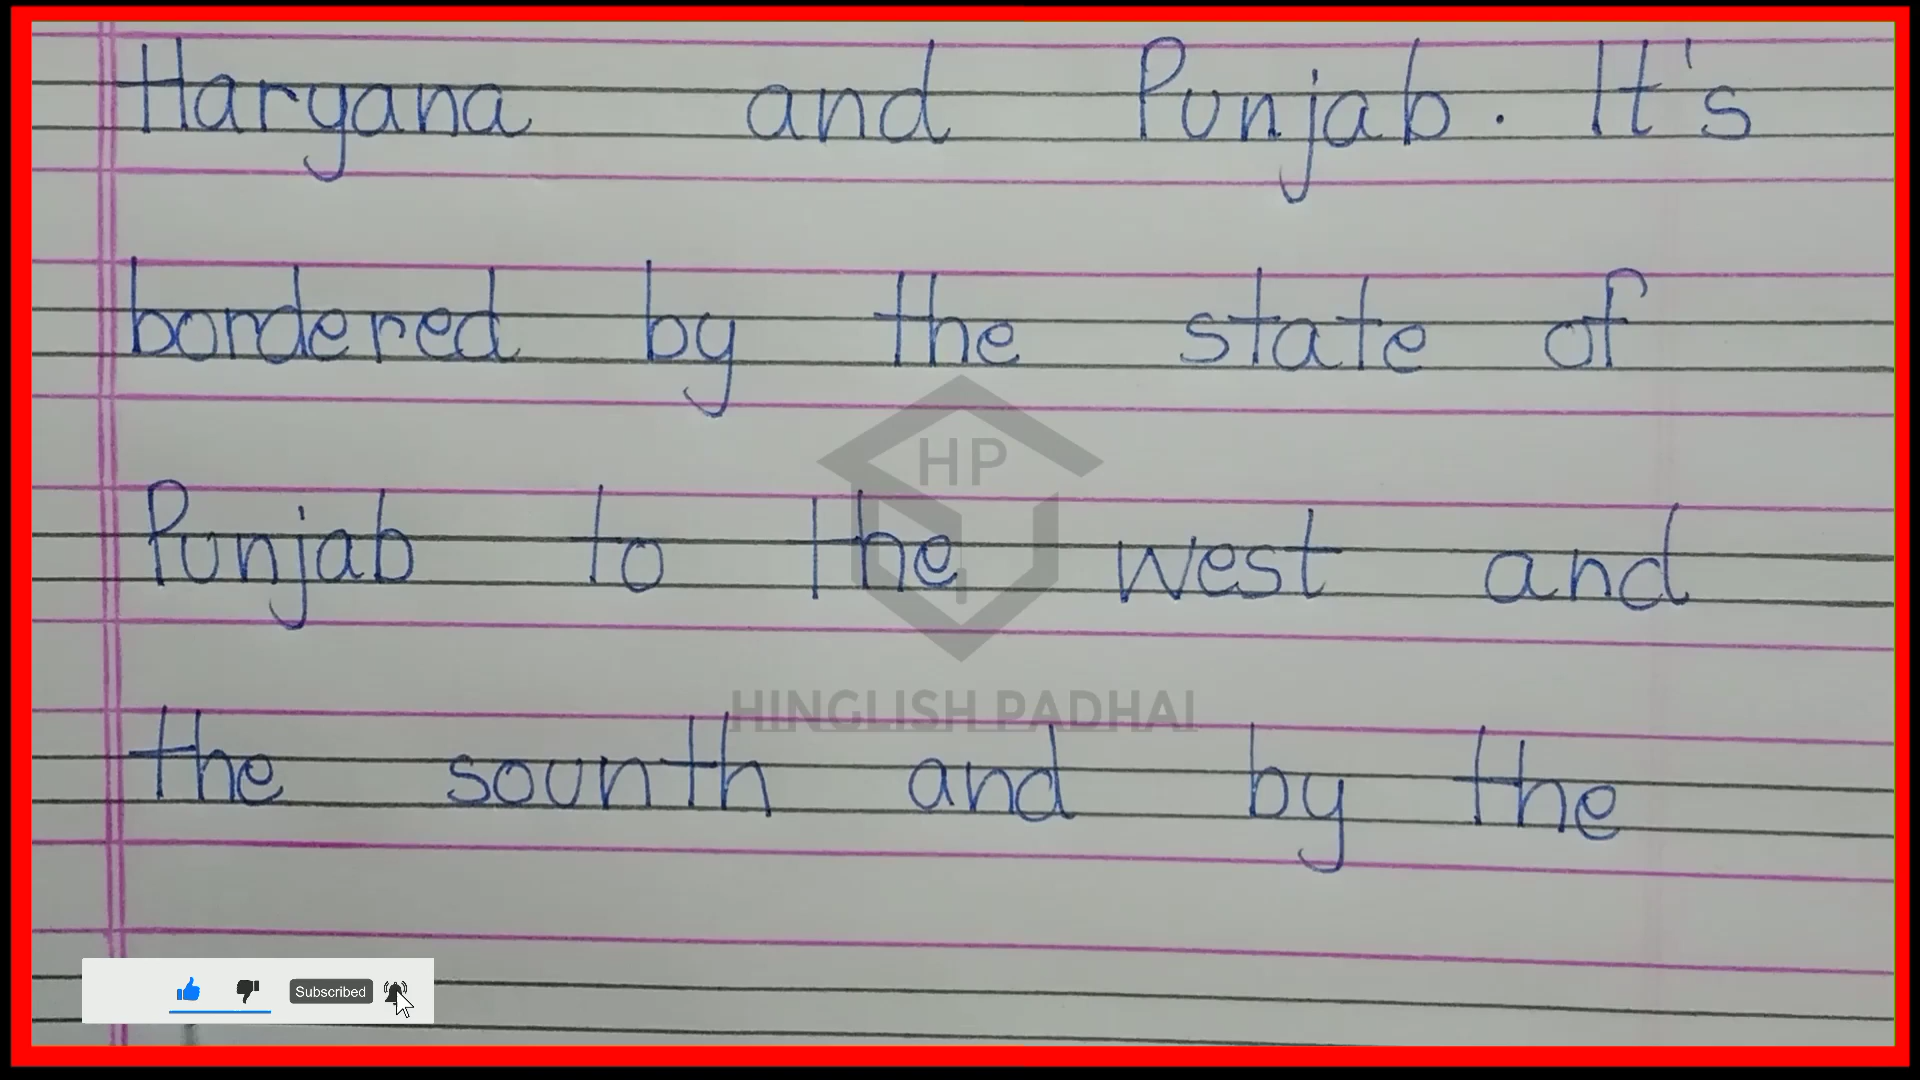 Haryana and Punjab. It's
bordered by the state of
HP
Punjab to the west and
HINGLISH PADHAI
the sounth and by the
Subscribed